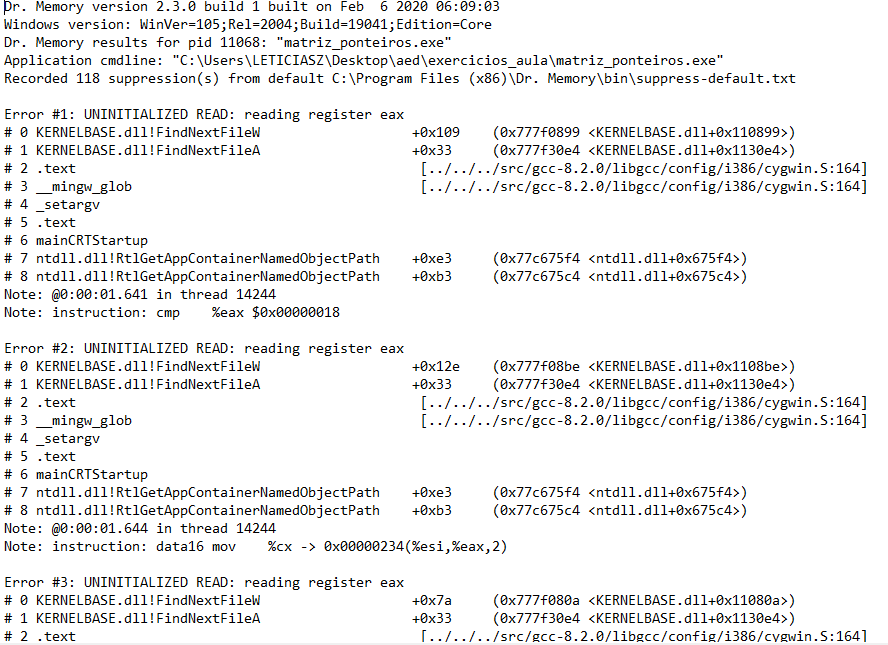 Dr. Memory version 2.3.0 build 1 built on Feb  6 2020 06:09:03
Windows version: WinVer=105;Rel=2004;Build=19041;Edition=Core
Dr. Memory results for pid 11068: "matriz_ponteiros.exe"
Application cmdline: "C:\Users\LETICIASZ\Desktop\aed\exercicios_aula\matriz_ponteiros.exe"
Recorded 118 suppression(s) from default C:\Program Files (x86)\Dr. Memory\bin\suppress-default.txt
Error #1: UNINITIALIZED READ: reading register eax
# 0 KERNELBASE.dll!FindNextFileW +0x109 (0x777f0899 <KERNELBASE.dll+0x110899>)
# 1 KERNELBASE.dll!FindNextFileA +0x33 (0x777f30e4 <KERNELBASE.dll+0x1130e4>)
# 2 .text [../../../src/gcc-8.2.0/libgcc/config/i386/cygwin.S:164]
# 3 __mingw_glob [../../../src/gcc-8.2.0/libgcc/config/i386/cygwin.S:164]
# 4 _setargv
# 5 .text
# 6 mainCRTStartup
# 7 ntdll.dll!RtlGetAppContainerNamedObjectPath +0xe3 (0x77c675f4 <ntdll.dll+0x675f4>)
# 8 ntdll.dll!RtlGetAppContainerNamedObjectPath +0xb3 (0x77c675c4 <ntdll.dll+0x675c4>)
Note: @0:00:01.641 in thread 14244
Note: instruction: cmp %eax $0x00000018
Error #2: UNINITIALIZED READ: reading register eax
# 0 KERNELBASE.dll!FindNextFileW +0x12e (0x777f08be <KERNELBASE.dll+0x1108be>)
# 1 KERNELBASE.dll!FindNextFileA +0x33 (0x777f30e4 <KERNELBASE.dll+0x1130e4>)
# 2 .text [../../../src/gcc-8.2.0/libgcc/config/i386/cygwin.S:164]
# 3 __mingw_glob [../../../src/gcc-8.2.0/libgcc/config/i386/cygwin.S:164]
# 4 _setargv
# 5 .text
# 6 mainCRTStartup
# 7 ntdll.dll!RtlGetAppContainerNamedObjectPath +0xe3 (0x77c675f4 <ntdll.dll+0x675f4>)
# 8 ntdll.dll!RtlGetAppContainerNamedObjectPath +0xb3 (0x77c675c4 <ntdll.dll+0x675c4>)
Note: @0:00:01.644 in thread 14244
Note: instruction: data16 mov %cx -> 0x00000234(%esi,%eax,2)
Error #3: UNINITIALIZED READ: reading register eax
# 0 KERNELBASE.dll!FindNextFileW +0x7a (0x777f080a <KERNELBASE.dll+0x11080a>)
# 1 KERNELBASE.dll!FindNextFileA +0x33 (0x777f30e4 <KERNELBASE.dll+0x1130e4>)
# 2 .text [../../../src/gcc-8.2.0/libgcc/config/i386/cygwin.S:164]